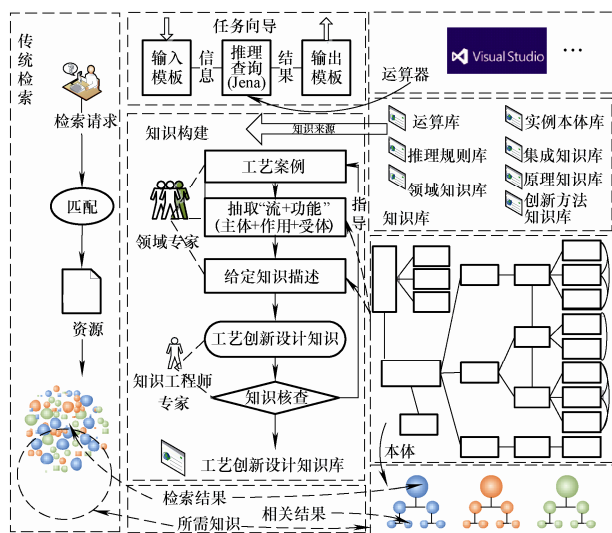 传统检索
检索请求
匹配
资源
任务向导
输入
模板
信息
推理
查询
(Jena)
结果
输出
模板
运算器
Visual Studio
...
知识构建
知识来源
工艺案例
抽取“流+功能”
(主体+作用+受体)
给定知识描述
指导
领域专家
工艺创新设计知识
知识工程师
专家
知识核查
工艺创新设计知识库
运算库
推理规则库
领域知识库
实例本体库
集成知识库
原理知识库
创新方法
知识库
知识库
本体
检索结果
所需知识
相关结果